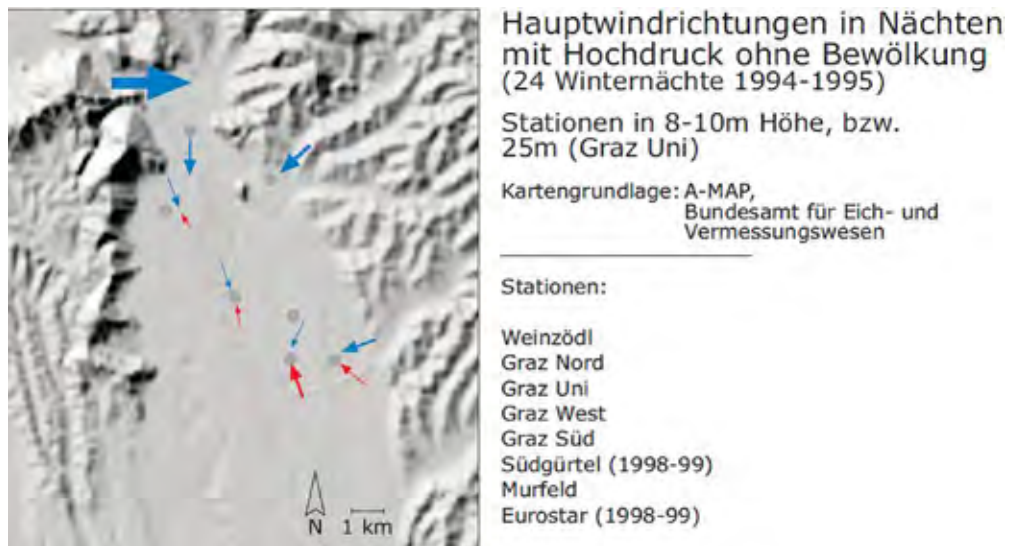 Hauptwindrichtungen in Nächten
mit Hochdruck ohne Bewölkung
(24 Winternächte 1994-1995)
Stationen in 8-10m Höhe, bzw.
25m (Graz Uni)
Kartengrundlage: A-MAP,
Bundesamt für Eich- und
Vermessungswesen
Stationen:
Weinzödl
Graz Nord
Graz Uni
Graz West
Graz Süd
Südgürtel (1998-99)
Murfeld
Eurostar (1998-99)
N 1 km